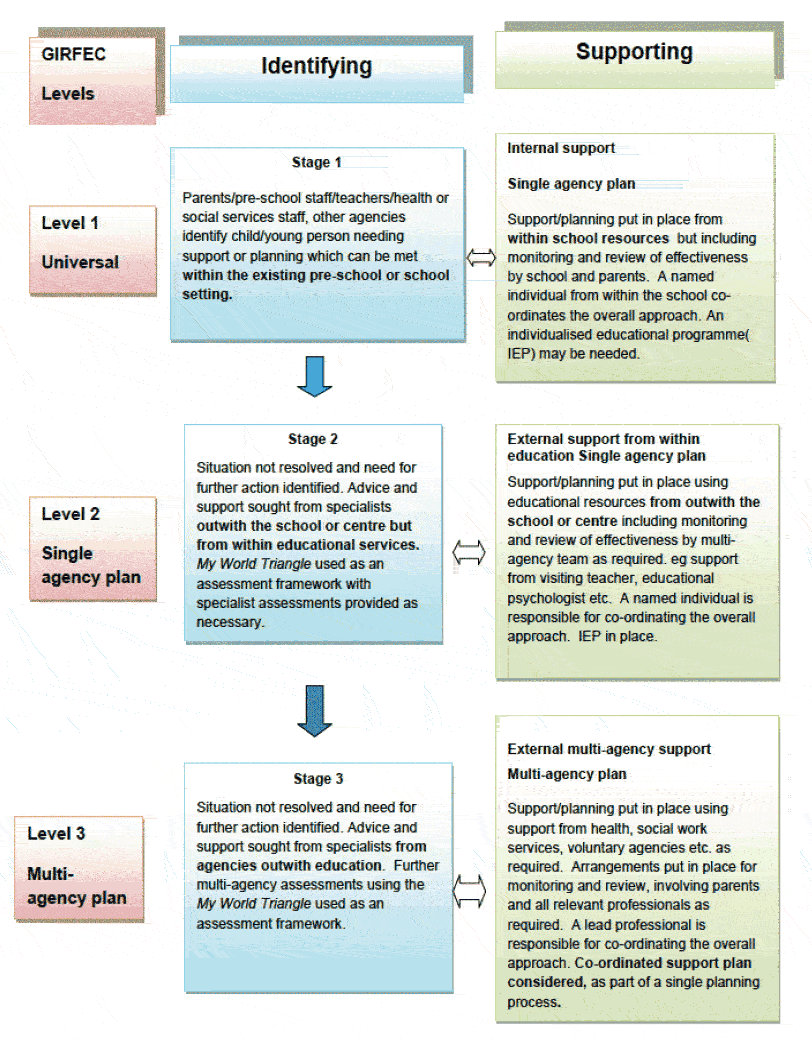 GIRFEC
Levels
Identifying
Supporting
Level 1
Universal
Stage 1
Parents/pre-school staff/teachers/health or
social services staff, other agencies
identify child/young person needing
support or planning which can be met
within the existing pre-school or school
setting.
Internal support
Single agency plan
Support/planning put in place from
within school resources but including
monitoring and review of effectiveness
by school and parents. A named
individual from within the school co-
ordinates the overall approach. An
individualised educational programme(
IEP) may be needed.
Level 2
Single
agency plan
Stage 2
Situation not resolved and need for
further action identified. Advice and
support sought from specialists
outwith the school or centre but
from within educational services.
My World Triangle used as an
assessment framework with
specialist assessments provided as
necessary.
External support from within
education Single agency plan
Support/planning put in place using
educational resources from outwith the
school or centre including monitoring
and review of effectiveness by multi-
agency team as required. eg support
from visiting teacher, educational
psychologist etc. A named individual is
responsible for co-ordinating the overall
approach. IEP in place.
Level 3
Multi-
agency plan
Stage 3
Situation not resolved and need for
further action identified. Advice and
support sought from specialists from
agencies outwith education. Further
multi-agency assessments using the
My World Triangle used as an
assessment framework.
External multi-agency support
Multi-agency plan
Support/planning put in place using
support from health, social work
services, voluntary agencies etc. as
required. Arrangements put in place for
monitoring and review, involving parents
and all relevant professionals as
required. A lead professional is
responsible for co-ordinating the overall
approach. Co-ordinated support plan
considered, as part of a single planning
process.